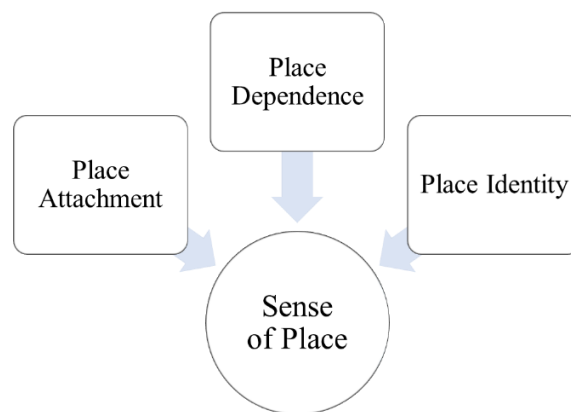 Place
Dependence
Place
Attachment
Place Identity
Sense
of Place